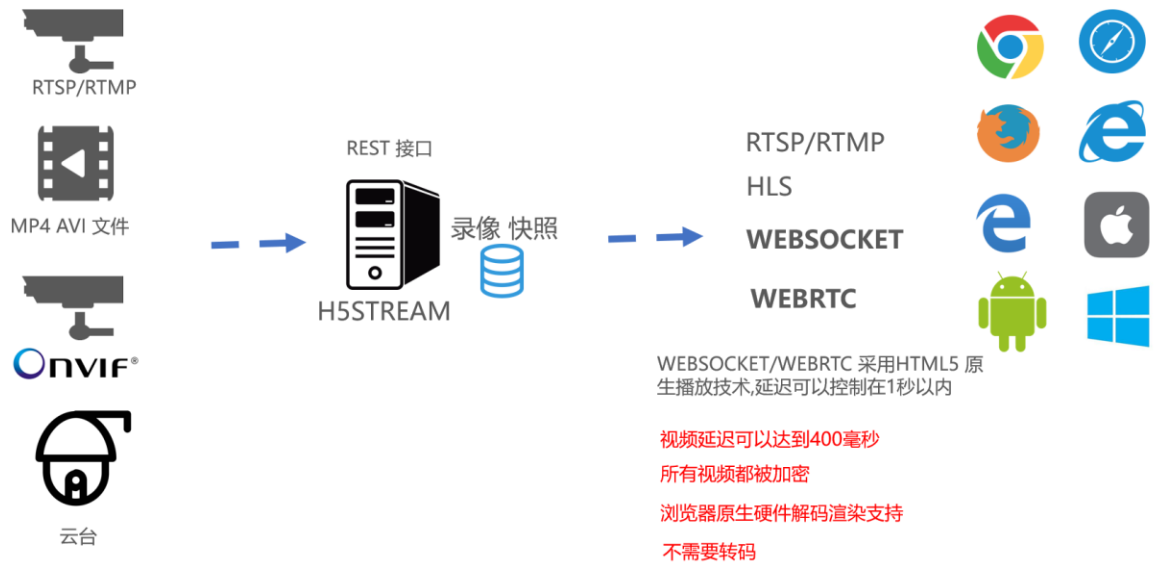 RTSP/RTMP
MP4 AVI 文件
Onvif®
云台
REST 接口
录像 快照
H5STREAM
RTSP/RTMP
HLS
WEBSOCKET
WEBRTC
WEBSOCKET/WEBRTC 采用HTML5 原
生播放技术,延迟可以控制在1秒以内
视频延迟可以达到400毫秒
所有视频都被加密
浏览器原生硬件解码渲染支持
不需要转码